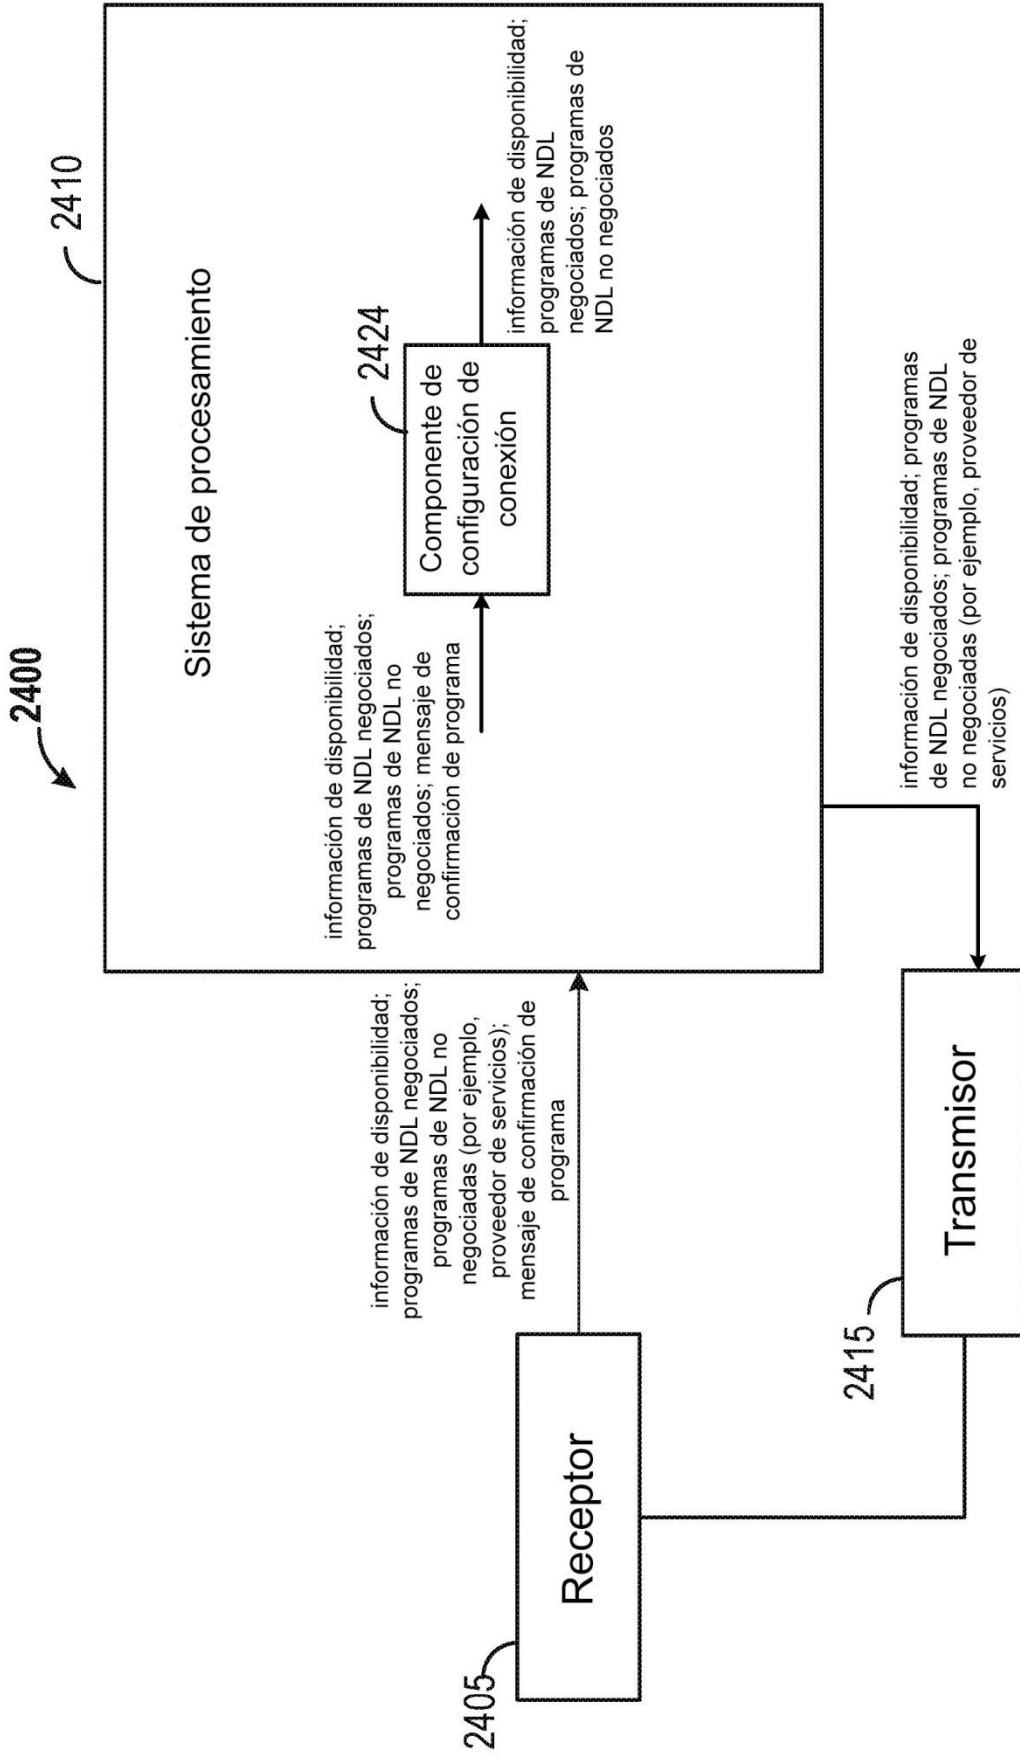 2400
2410
Sistema de procesamiento
2424
Componente de
configuración de
conexión
información de disponibilidad;
programas de NDL negociados;
programas de NDL no
negociados; mensaje de
confirmación de programa
información de disponibilidad;
programas de NDL
negociados; programas de
NDL no negociados
información de disponibilidad;
programas de NDL negociados;
programas de NDL no
negociadas (por ejemplo,
proveedor de servicios);
mensaje de confirmación de
programa
2405
Receptor
información de disponibilidad; programas
de NDL negociados; programas de NDL
no negociadas (por ejemplo, proveedor de
servicios)
2415
Transmisor